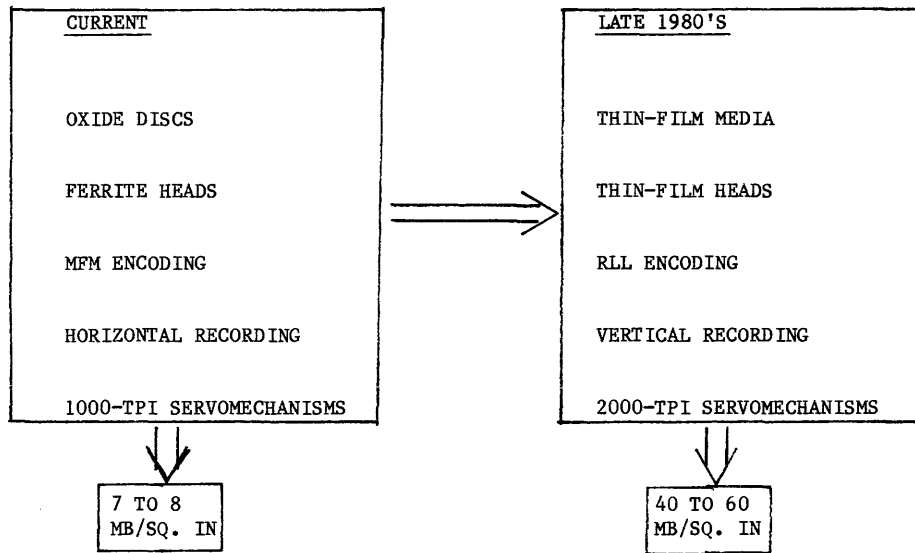 CURRENT
OXIDE DISCS
FERRITE HEADS
MFM ENCODING
HORIZONTAL RECORDING
1000-TPI SERVOMECHANISMS
7 TO 8
MB/SQ. IN
LATE 1980'S
THIN-FILM MEDIA
THIN-FILM HEADS
RLL ENCODING
VERTICAL RECORDING
2000-TPI SERVOMECHANISMS
40 TO 60
MB/SQ. IN